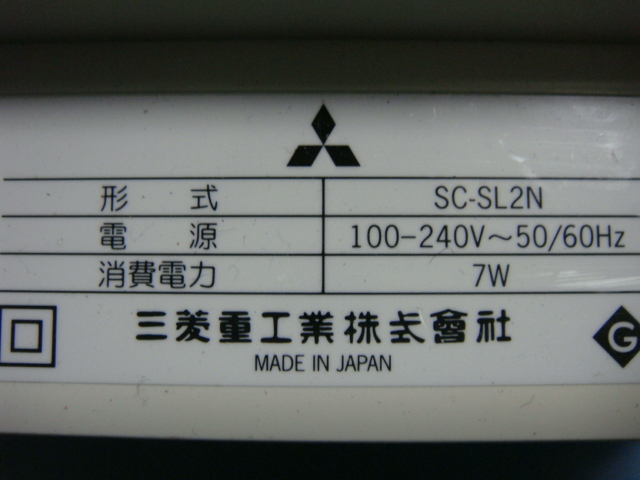 形 式 SC-SL2N
電 源 100-240V～50/60Hz
消費電力 7W
三菱重工業株式會社
MADE IN JAPAN
G